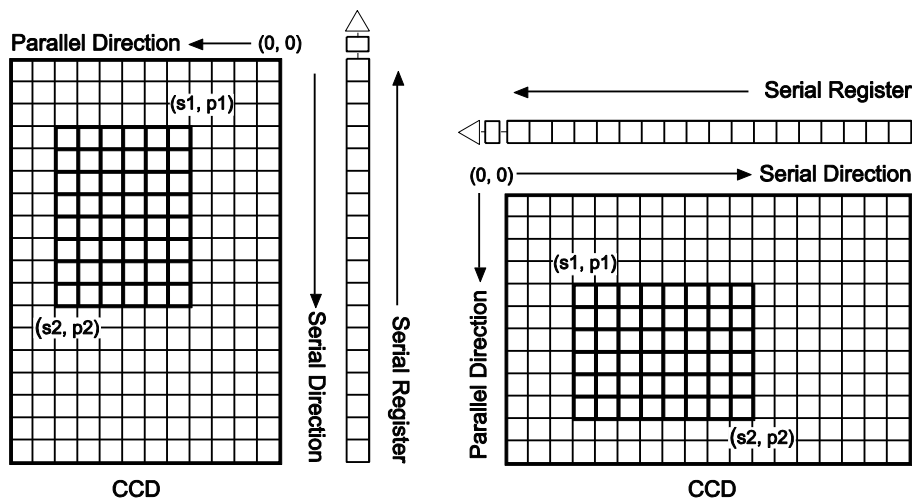 Parallel Direction
(0, 0)
(s1, p1)
(s2, p2)
Serial Direction
Serial Register
CCD
Serial Register
(0, 0)
Serial Direction
Parallel Direction
(s1, p1)
(s2, p2)
CCD